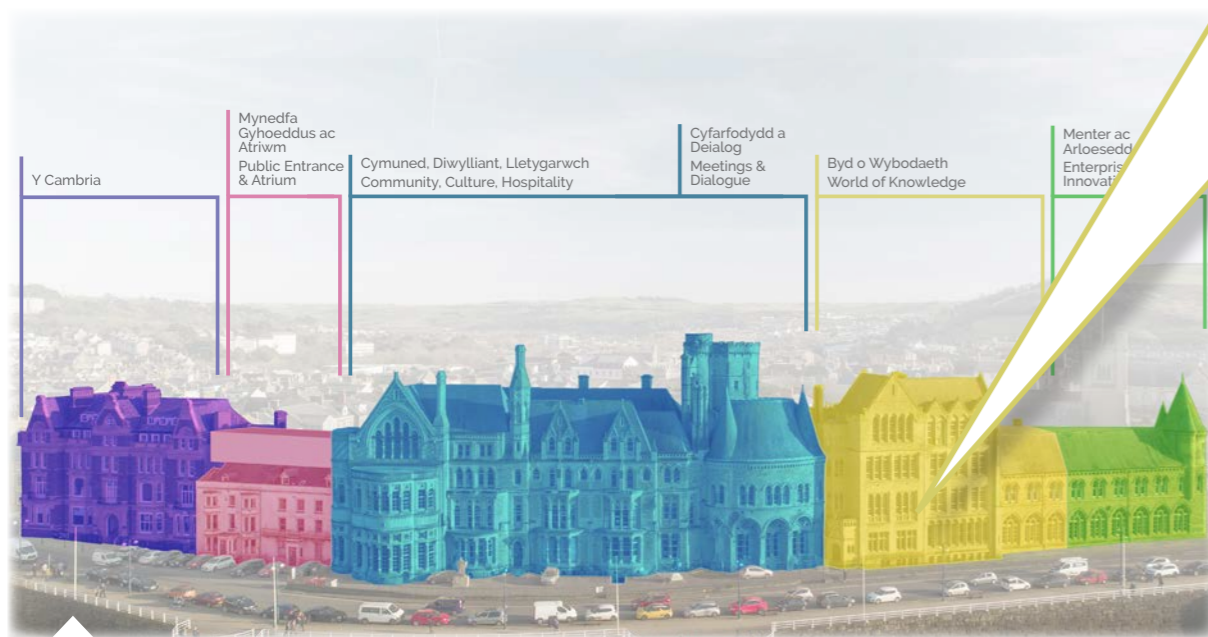 Y Cambria
Mynedfa
Gyhoeddus ac
Atriwm
Public Entrance
& Atrium
Cymuned, Diwylliant, Lletygarwch
Community, Culture, Hospitality
Cyfarfodydd a
Deialog
Meetings &
Dialogue
Byd o Wybodaeth
World of Knowledge
Menter ac